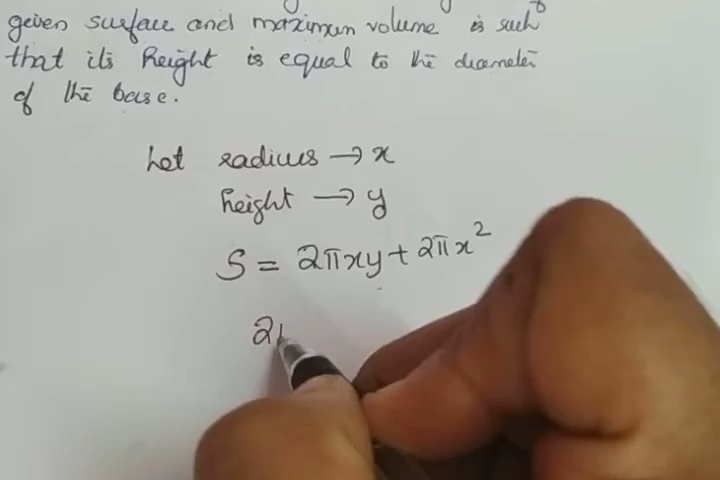 given surface and maximum volume is such
that its height is equal to the diameter
of the base.
Let radius → x
height → y
S = 2πxy + 2πx²
2